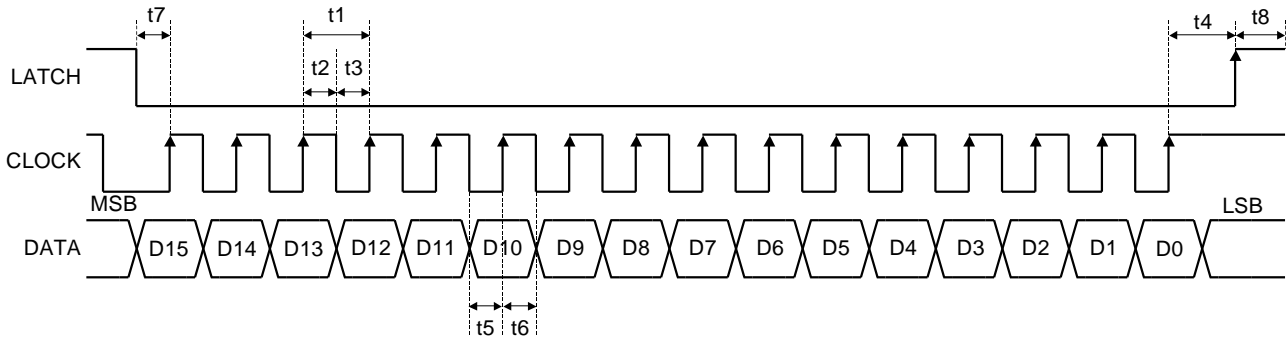 t7 t1 t4 t8
LATCH t2 t3
CLOCK
MSB LSB
DATA D15 D14 D13 D12 D11 D10 D9 D8 D7 D6 D5 D4 D3 D2 D1 D0
t5 t6